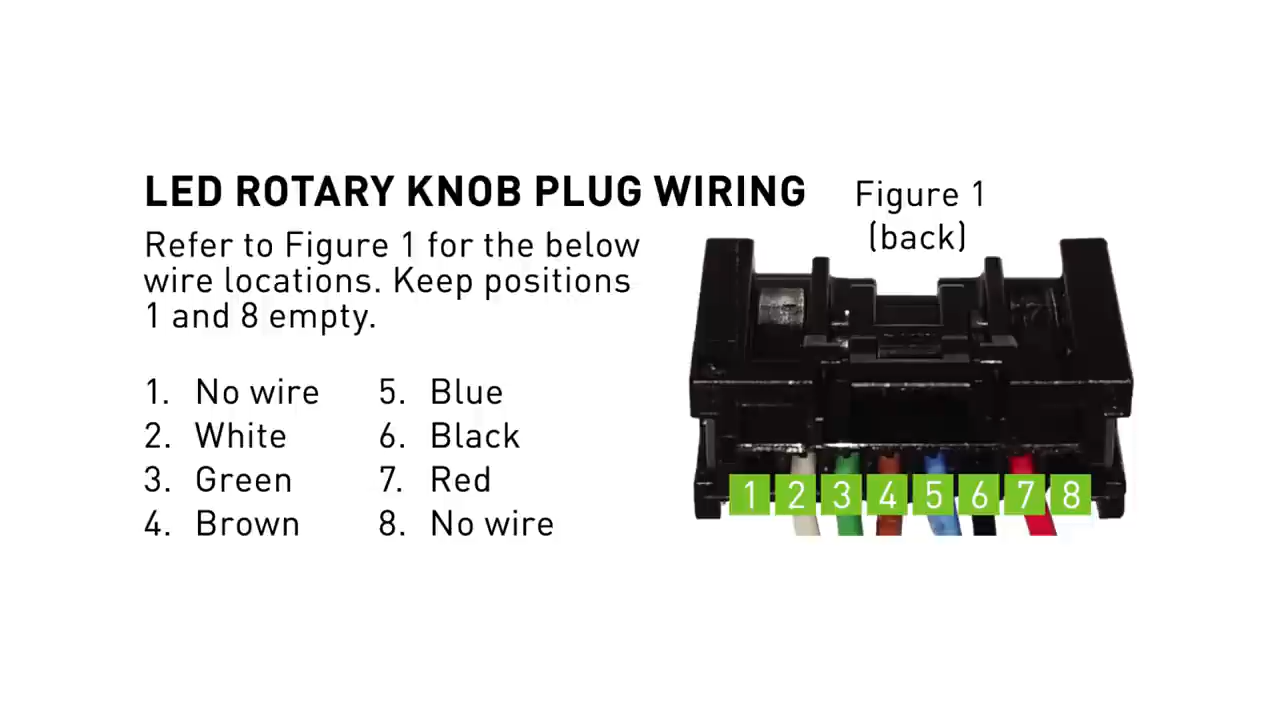 LED ROTARY KNOB PLUG WIRING
Refer to Figure 1 for the below
wire locations. Keep positions
1 and 8 empty.
1. No wire
2. White
3. Green
4. Brown
5. Blue
6. Black
7. Red
8. No wire
Figure 1
(back)
1 2 3 4 5 6 7 8